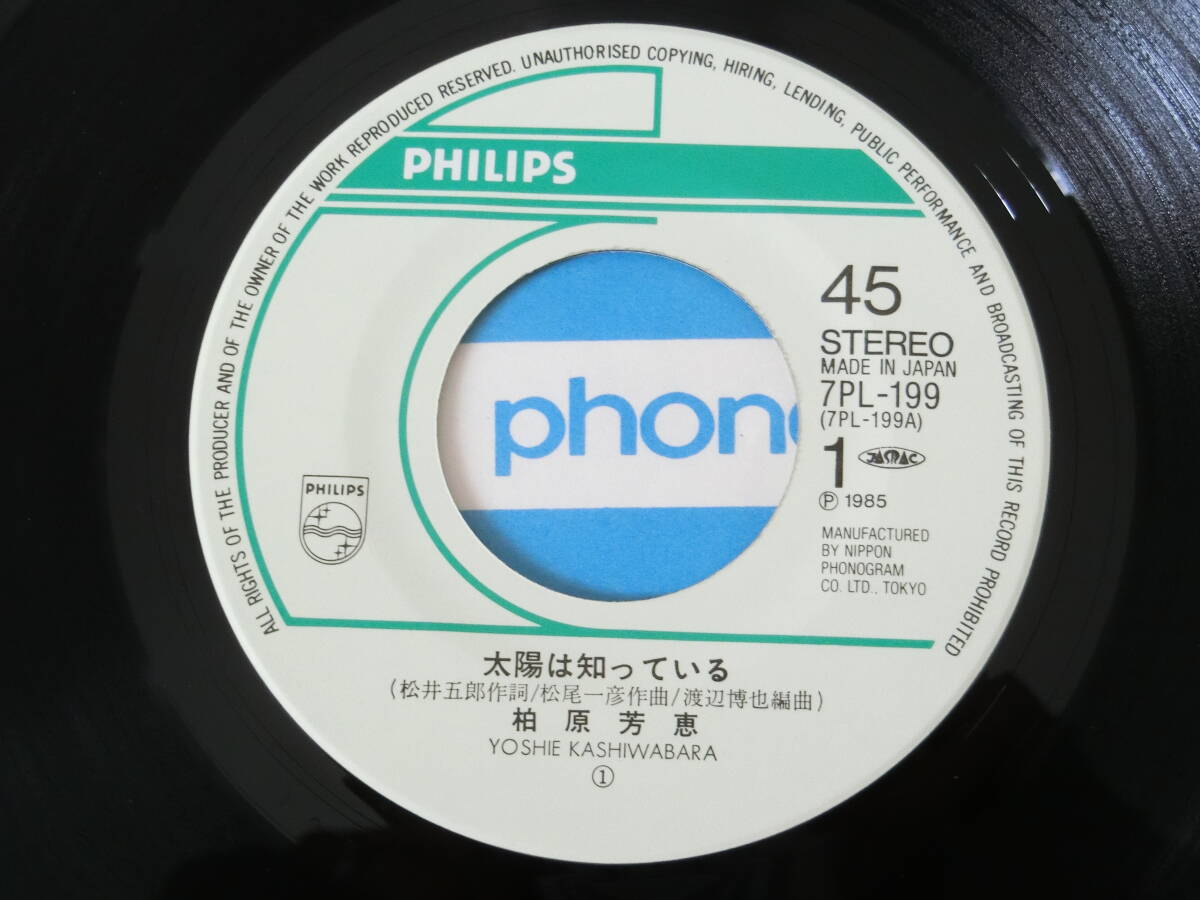 ALL RIGHTS OF THE PRODUCER AND OF THE OWNER OF THE WORK REPRODUCED RESERVED. UNAUTHORISED COPYING, HIRING, LENDING, PUBLIC PERFORMANCE AND BROADCASTING OF THIS RECORD PROHIBITED
PHILIPS
45
STEREO
MADE IN JAPAN
7PL-199
(7PL-199A)
1 JASRAC
℗ 1985
MANUFACTURED
BY NIPPON
PHONOGRAM
CO. LTD., TOKYO
PHILIPS
phono
太陽は知っている
(松井五郎作詞/松尾一彦作曲/渡辺博也編曲)
柏原芳恵
YOSHIE KASHIWABARA
①